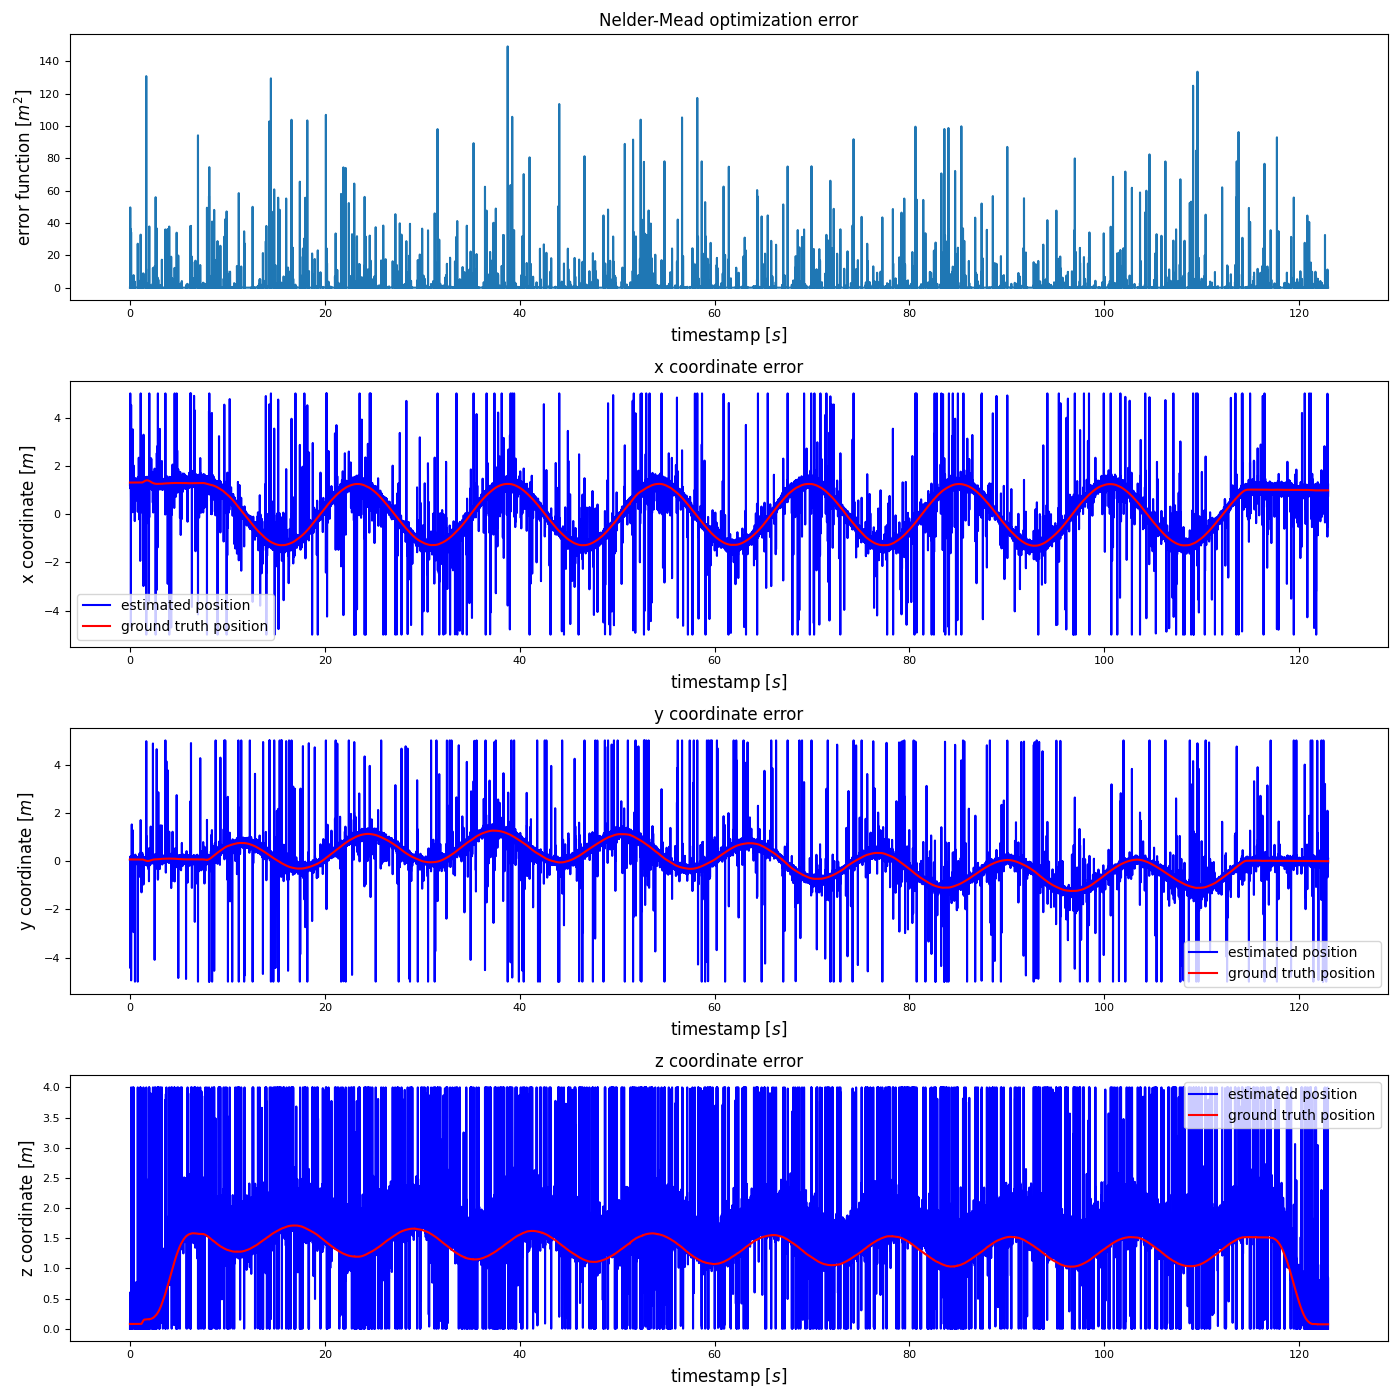 Nelder-Mead optimization error
error function [m²]
140
120
100
80
60
40
20
0
0 20 40 60 80 100 120
timestamp [s]
x coordinate error
x coordinate [m]
4
2
0
−2
−4
estimated position
ground truth position
0 20 40 60 80 100 120
timestamp [s]
y coordinate error
y coordinate [m]
4
2
0
−2
−4
estimated position
ground truth position
0 20 40 60 80 100 120
timestamp [s]
z coordinate error
z coordinate [m]
4.0
3.5
3.0
2.5
2.0
1.5
1.0
0.5
0.0
estimated position
ground truth position
0 20 40 60 80 100 120
timestamp [s]